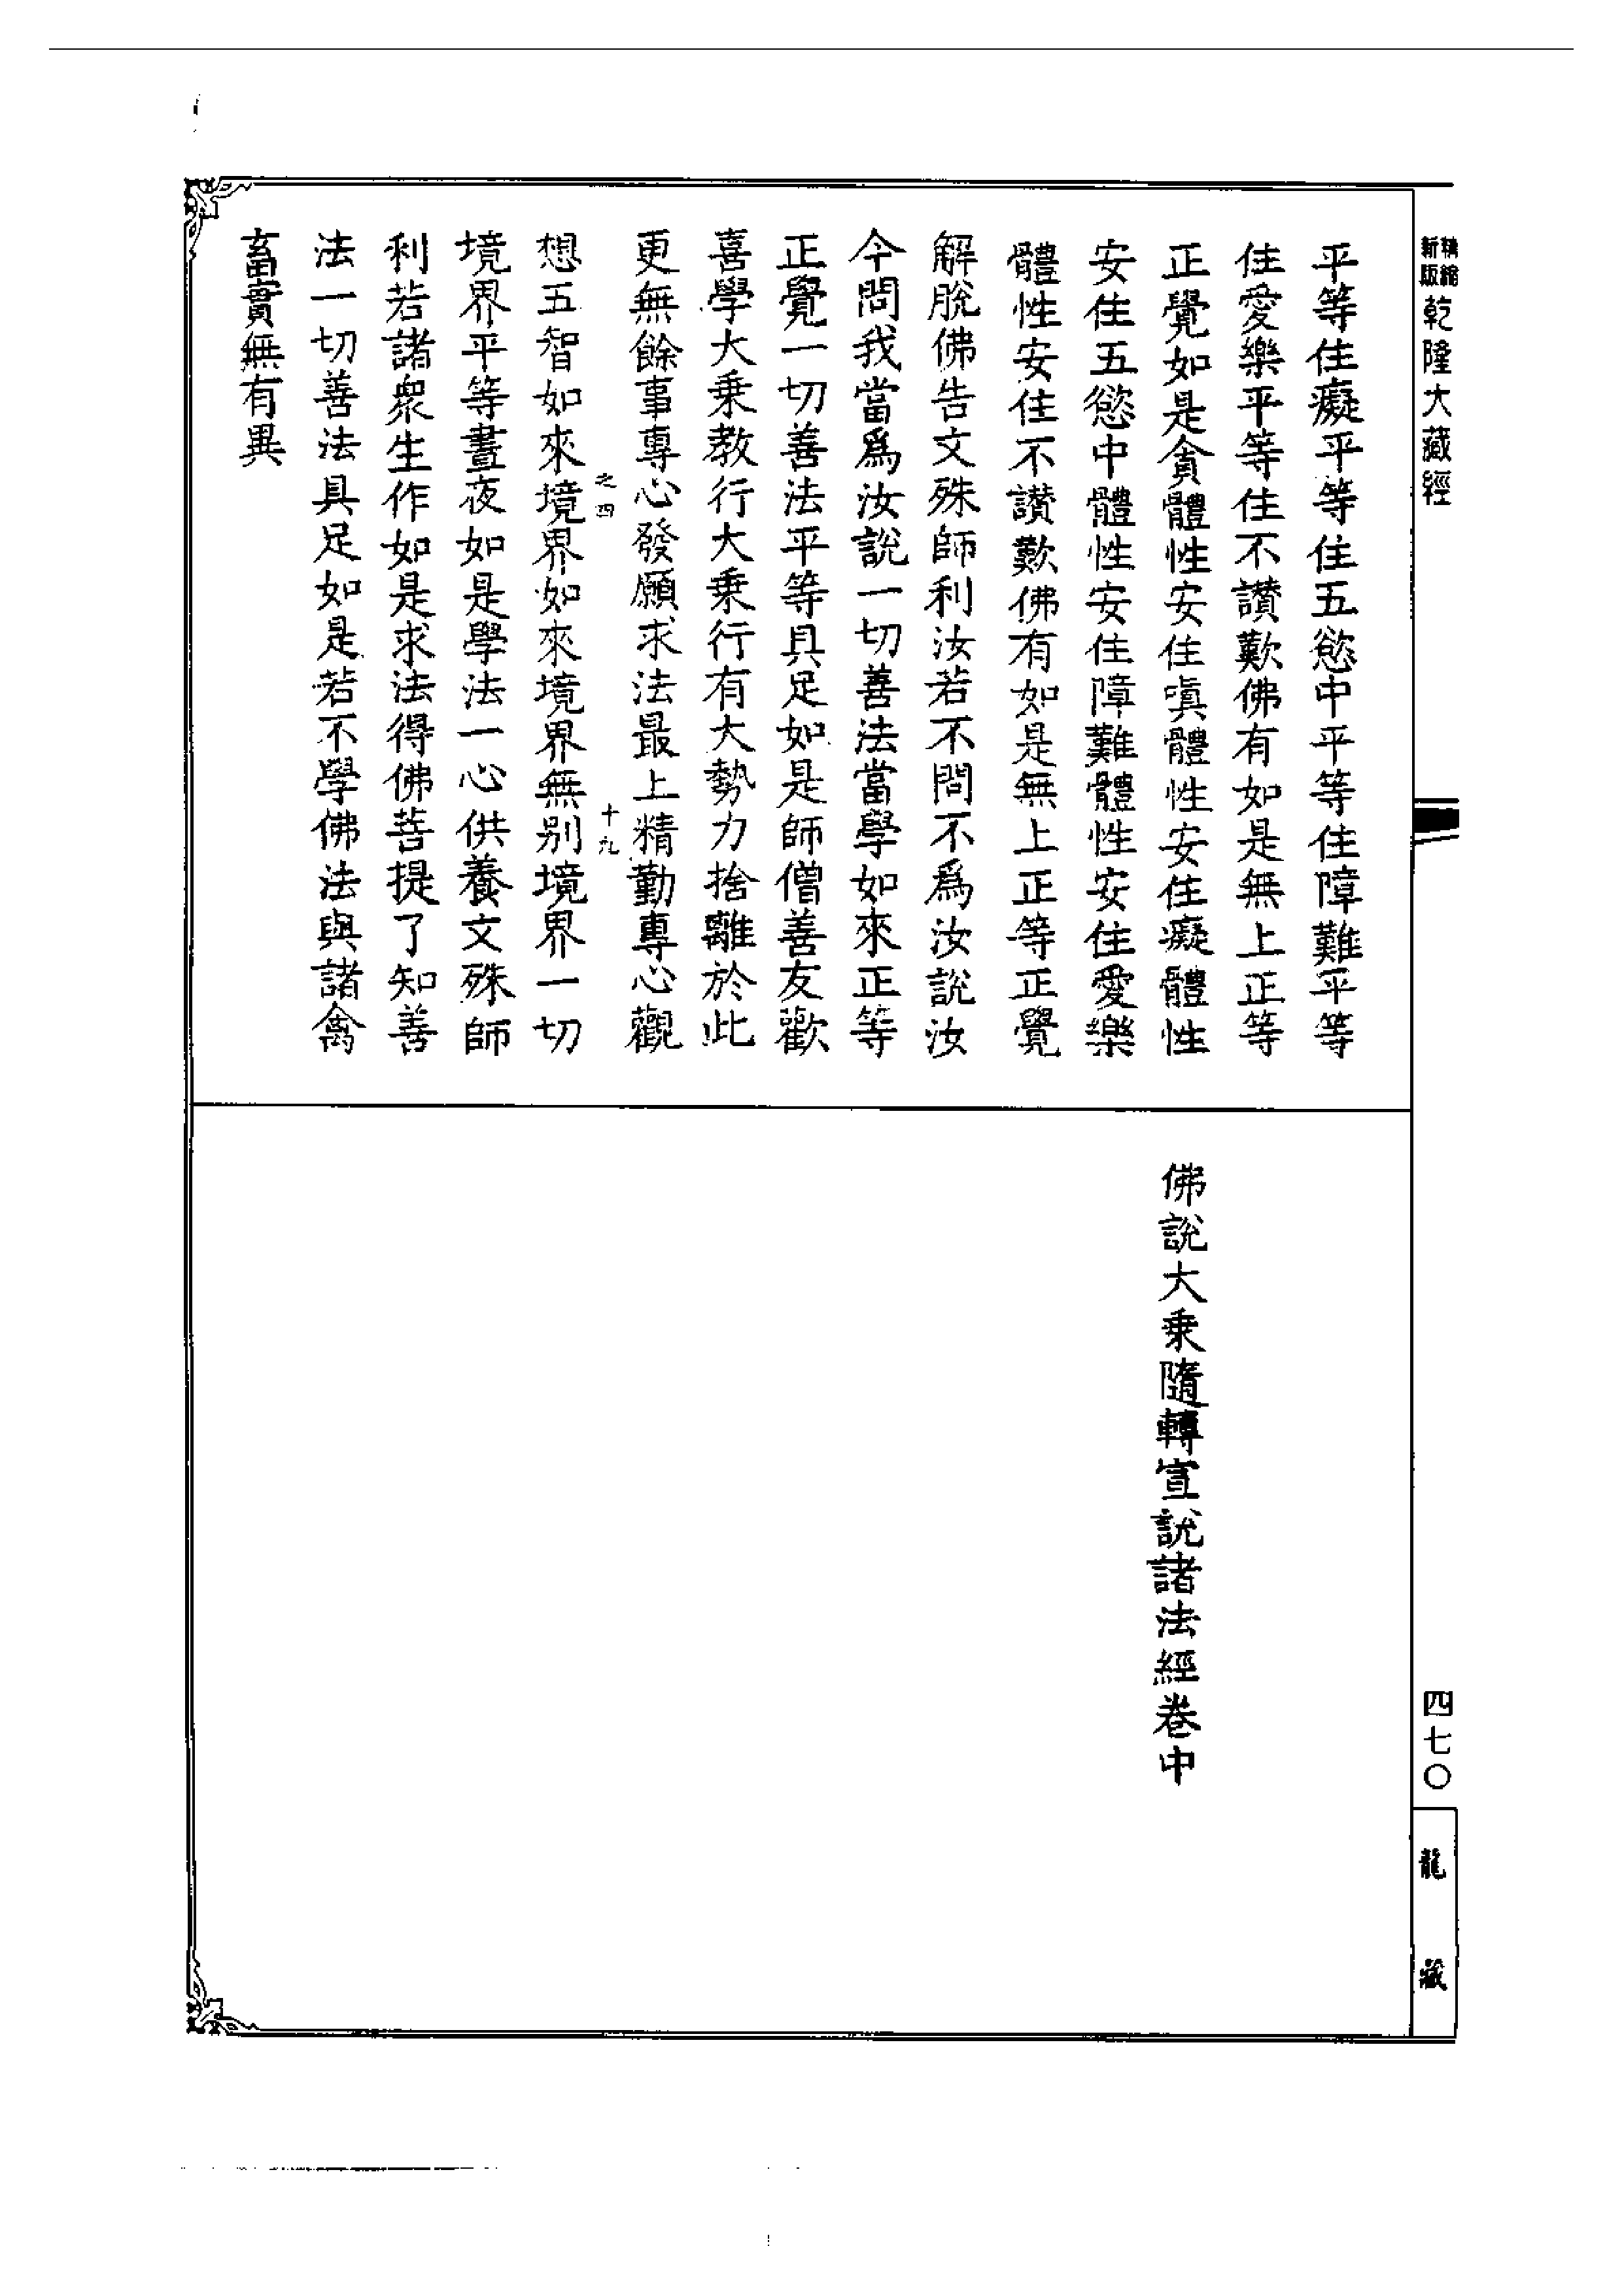 精縮新版乾隆大藏經
四七〇
龍藏
平等住癡平等住五慾中平等住障難平等
住愛樂平等住不讃歎佛有如是無上正等
正覺如是貪體性安住嗔體性安住癡體性
安住五慾中體性安住障難體性安住愛樂
體性安住不讃歎佛有如是無上正等正覺
解脫佛告文殊師利汝若不問不爲汝說汝
今問我當爲汝說一切善法當學如來正等
正覺一切善法平等具足如是師僧善友歡
喜學大乗教行大乗行有大勢力捨離於此
更無餘事專心發願求法最上精勤專心觀
之四
十九
想五智如來境界如來境界無别境界一切
境界平等晝夜如是學法一心供養文殊師
利若諸衆生作如是求法得佛菩提了知善
法一切善法具足如是若不學佛法與諸禽
畜實無有異
佛說大乗隨轉宣說諸法經卷中